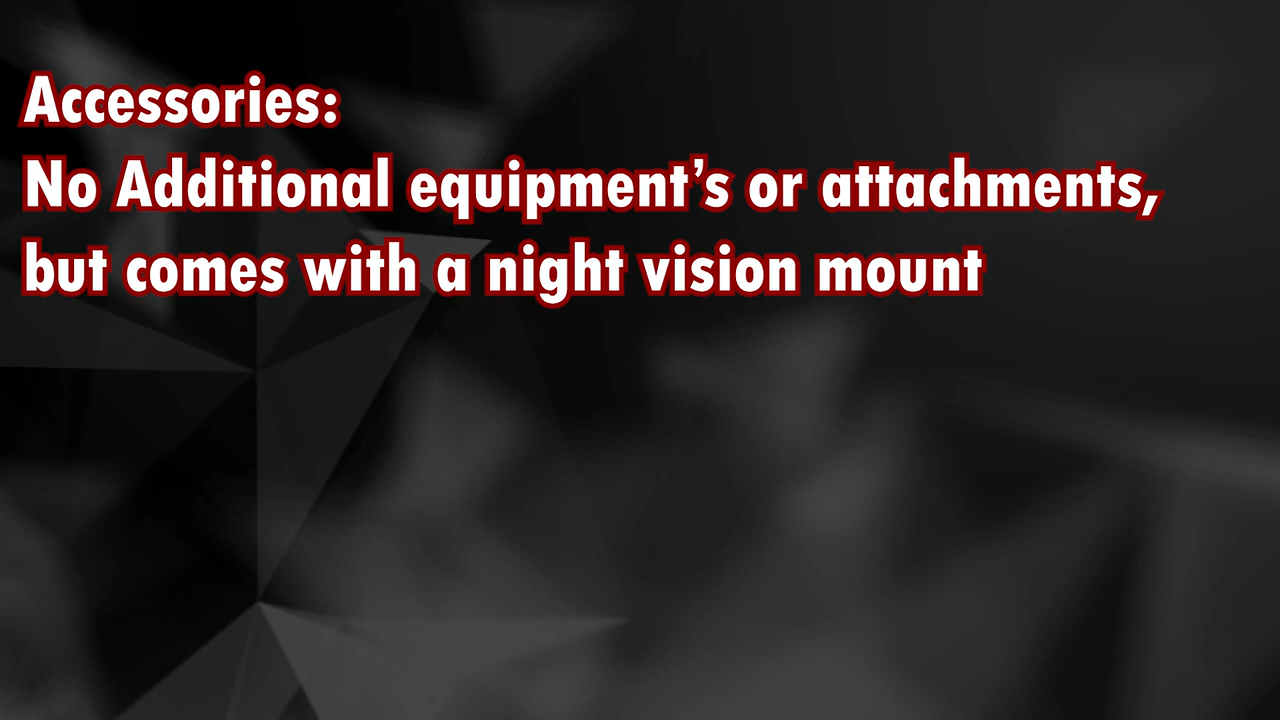 Accessories:
No Additional equipment’s or attachments,
but comes with a night vision mount